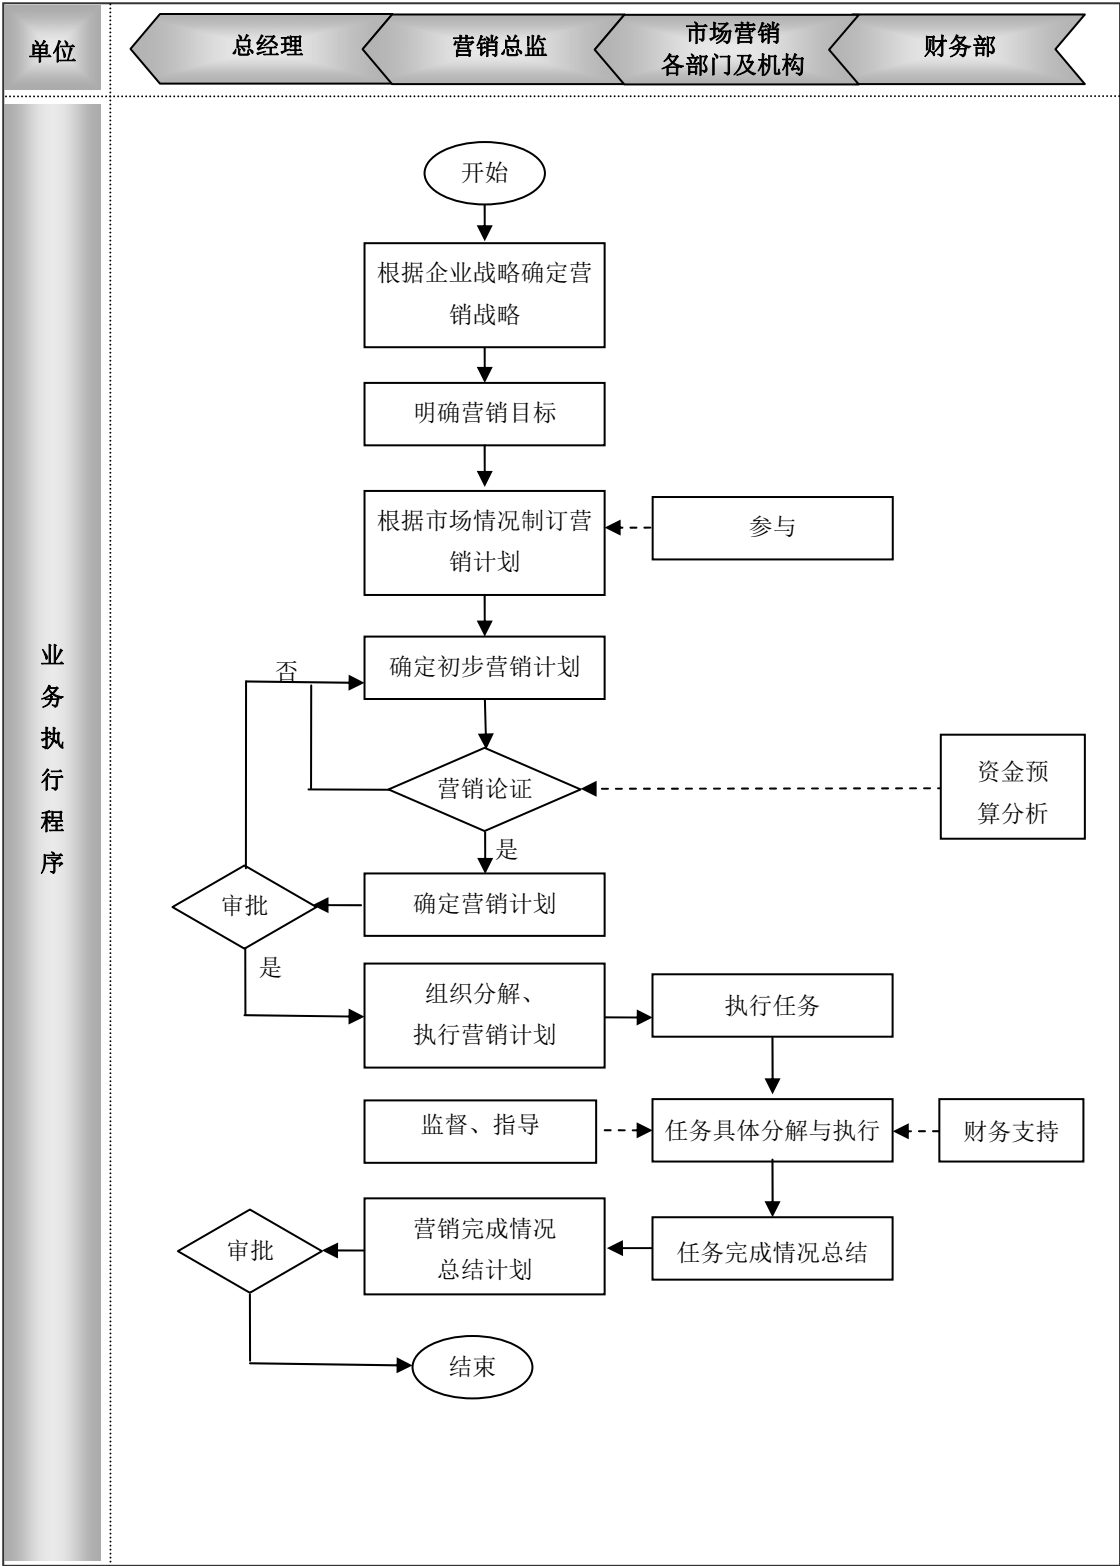 单位
总经理
营销总监
市场营销
各部门及机构
财务部
业
务
执
行
程
序
开始
根据企业战略确定营
销战略
明确营销目标
根据市场情况制订营
销计划
参与
否
确定初步营销计划
营销论证
资金预
算分析
是
审批
确定营销计划
是
组织分解、
执行营销计划
执行任务
监督、指导
任务具体分解与执行
财务支持
审批
营销完成情况
总结计划
任务完成情况总结
结束